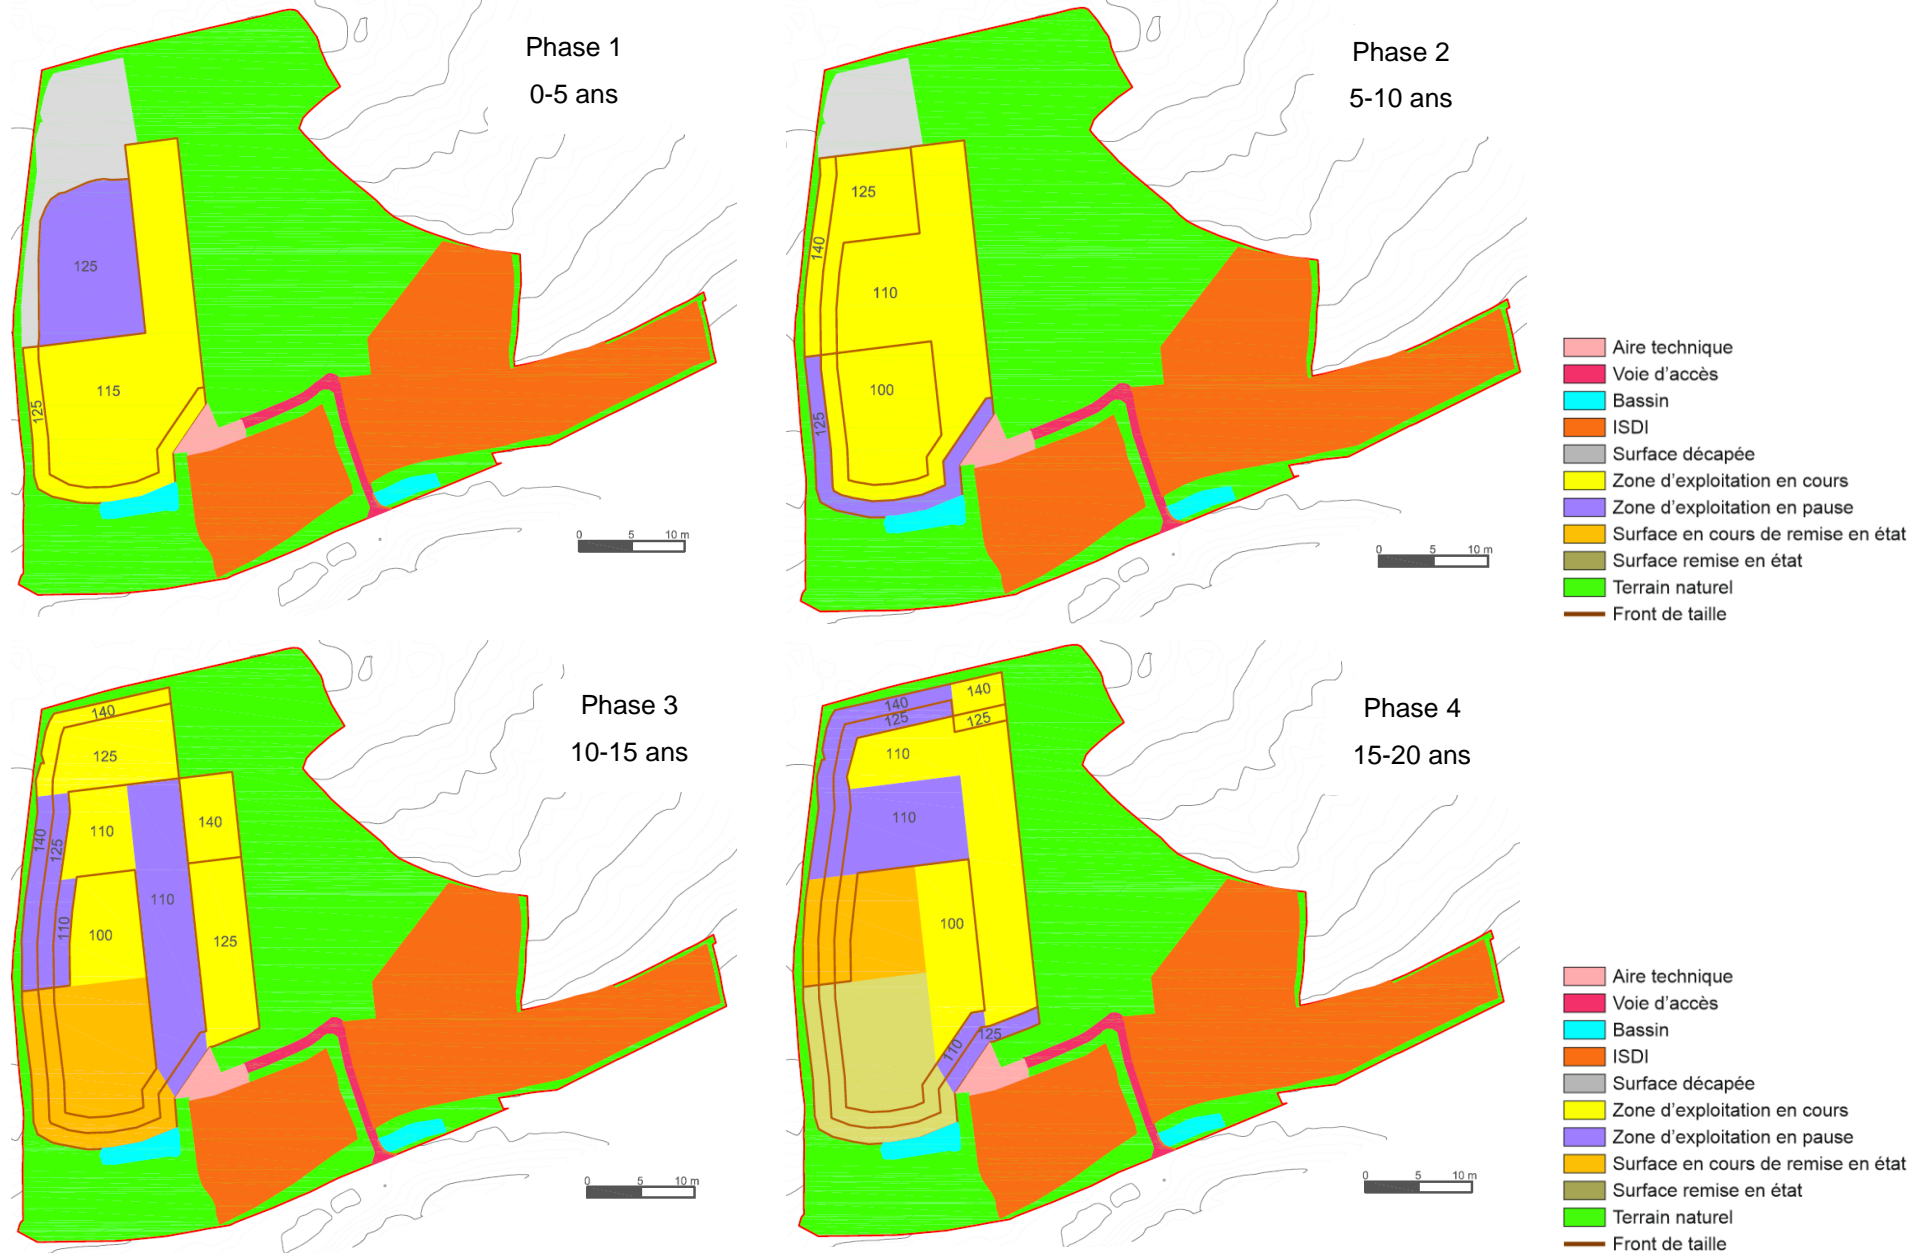 Phase 1
0-5 ans
125
115
125
0 5 10 m
Phase 2
5-10 ans
125
140
110
100
125
0 5 10 m
Aire technique
Voie d'accès
Bassin
ISDI
Surface décapée
Zone d'exploitation en cours
Zone d'exploitation en pause
Surface en cours de remise en état
Surface remise en état
Terrain naturel
Front de taille
Phase 3
10-15 ans
140
125
110
140
140
125
110
110
100
125
0 5 10 m
Phase 4
15-20 ans
140
140
125
125
110
110
100
125
110
0 5 10 m
Aire technique
Voie d'accès
Bassin
ISDI
Surface décapée
Zone d'exploitation en cours
Zone d'exploitation en pause
Surface en cours de remise en état
Surface remise en état
Terrain naturel
Front de taille